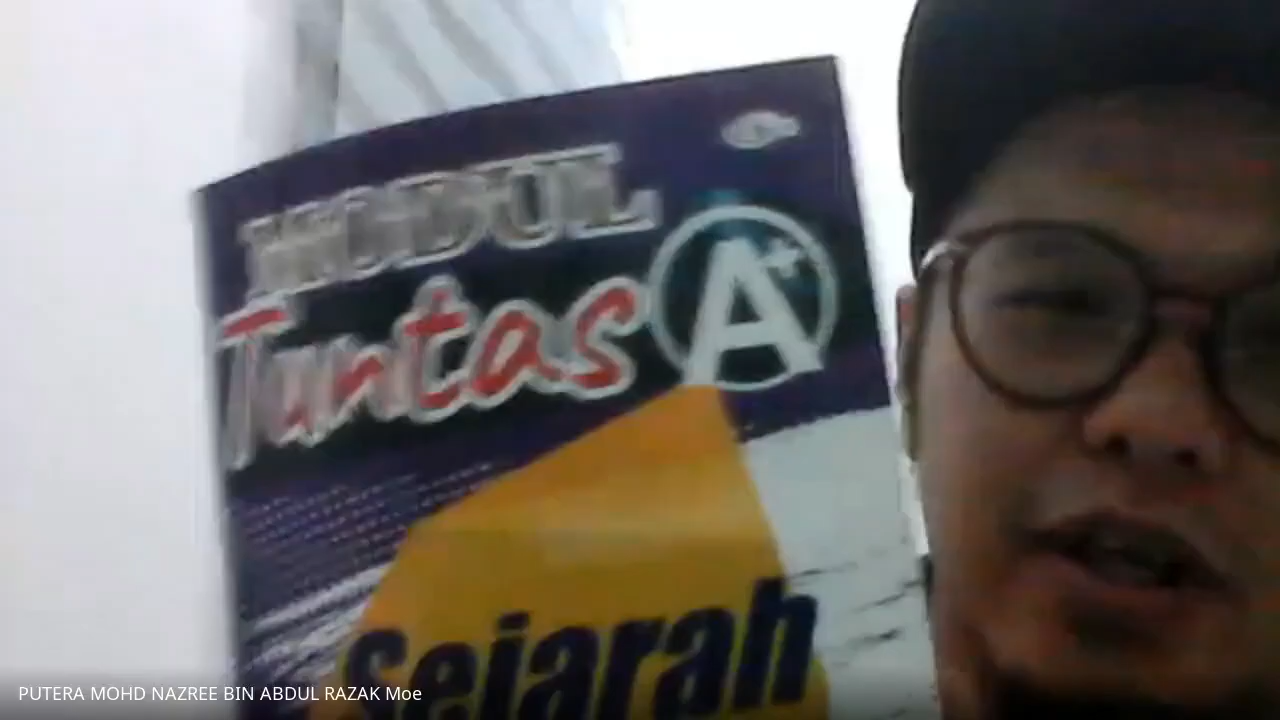 MODUL
Tuntas A+
Sejarah
PUTERA MOHD NAZREE BIN ABDUL RAZAK Moe